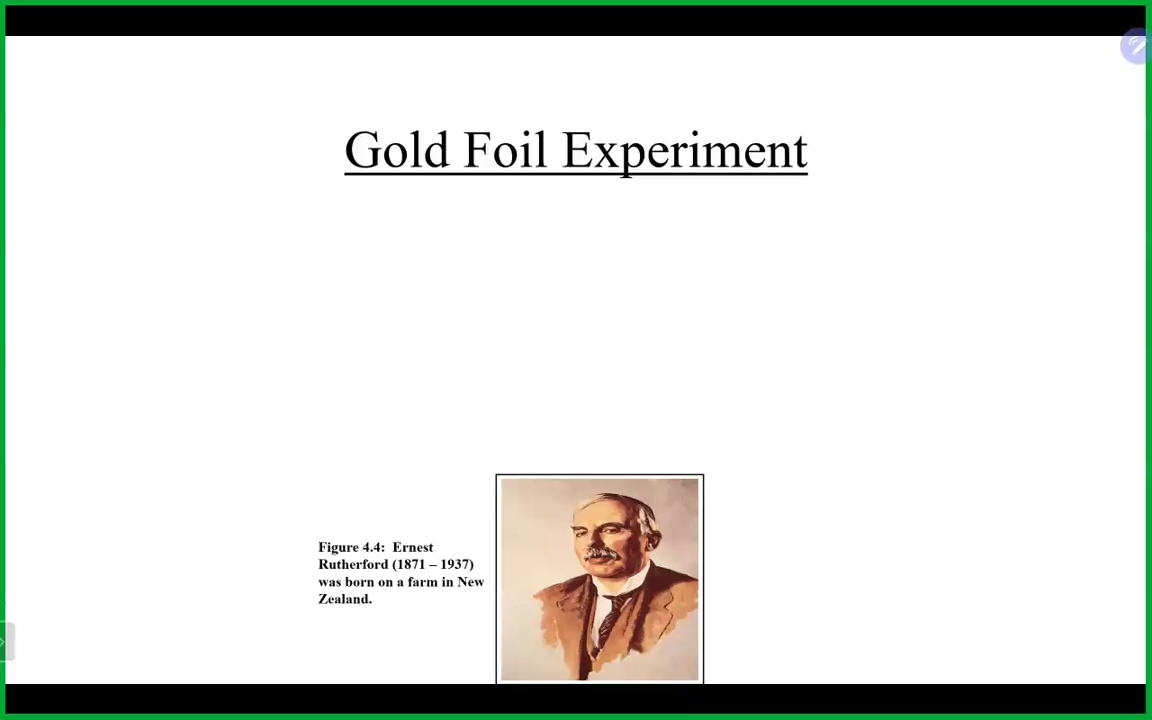 Gold Foil Experiment
Figure 4.4:  Ernest
Rutherford (1871 – 1937)
was born on a farm in New
Zealand.